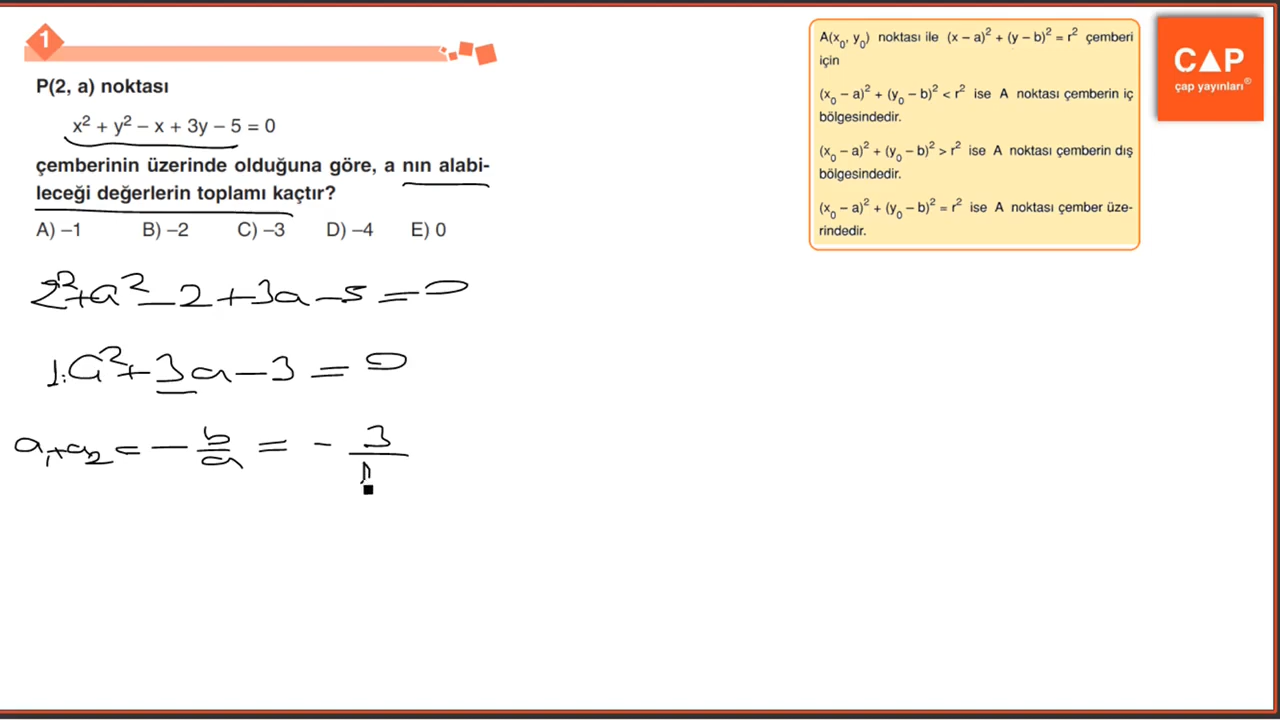 1
P(2, a) noktası
x² + y² – x + 3y – 5 = 0
çemberinin üzerinde olduğuna göre, a nın alabi-
leceği değerlerin toplamı kaçtır?
A) –1 B) –2 C) –3 D) –4 E) 0
2² + a² – 2 + 3a – 5 = 0
1.a² + 3a – 3 = 0
a₁ + a₂ = – b/a = – 3/1
A(x₀, y₀) noktası ile (x – a)² + (y – b)² = r² çemberi
için
(x₀ – a)² + (y₀ – b)² < r² ise A noktası çemberin iç
bölgesindedir.
(x₀ – a)² + (y₀ – b)² > r² ise A noktası çemberin dış
bölgesindedir.
(x₀ – a)² + (y₀ – b)² = r² ise A noktası çember üze-
rindedir.
ÇAP
çap yayınları®